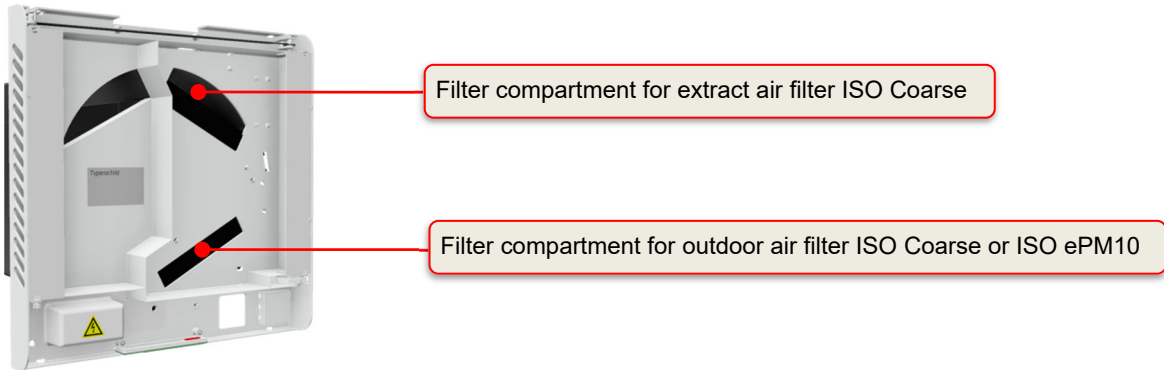 Filter compartment for extract air filter ISO Coarse
Typenschild
Filter compartment for outdoor air filter ISO Coarse or ISO ePM10